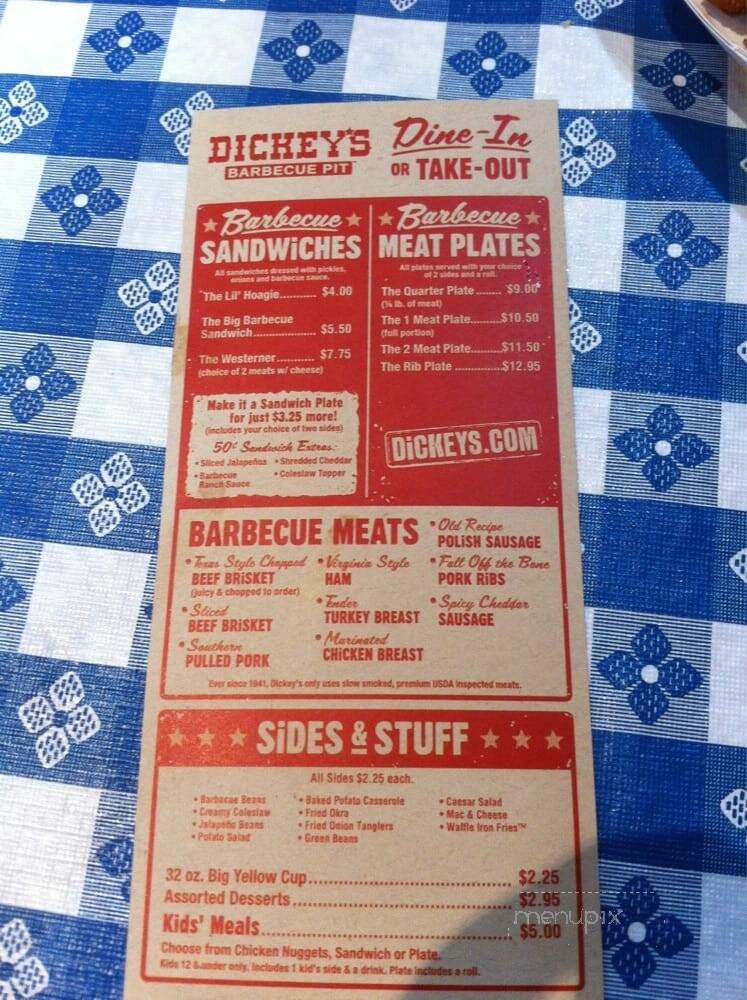 DICKEY'S
BARBECUE PIT
Dine-In
OR TAKE-OUT
Barbecue
SANDWiCHES
All sandwiches dressed with pickles,
onions and barbecue sauce.
The Lil' Hoagie........... $4.00
The Big Barbecue
Sandwich.................... $5.50
The Westerner........... $7.75
(choice of 2 meats w/ cheese)
Make it a Sandwich Plate
for just $3.25 more!
(includes your choice of two sides)
50¢ Sandwich Extras:
• Sliced Jalapeños • Shredded Cheddar
• Barbecue
Ranch Sauce
• Coleslaw Topper
Barbecue
MEAT PLATES
All plates served with your choice
of 2 sides and a roll.
The Quarter Plate ....... $9.00
(¼ lb. of meat)
The 1 Meat Plate.........$10.50
(full portion)
The 2 Meat Plate.........$11.50
The Rib Plate ..............$12.95
DiCKEYS.COM
BARBECUE MEATS
• Texas Style Chopped
BEEF BRiSKET
(juicy & chopped to order)
• Sliced
BEEF BRiSKET
• Southern
PULLED PORK
• Virginia Style
HAM
• Tender
TURKEY BREAST
• Marinated
CHiCKEN BREAST
• Old Recipe
POLiSH SAUSAGE
• Fall Off the Bone
PORK RiBS
• Spicy Cheddar
SAUSAGE
Ever since 1941, Dickey's only uses slow smoked, premium USDA inspected meats.
SiDES & STUFF
All Sides $2.25 each.
• Barbecue Beans
• Creamy Coleslaw
• Jalapeño Beans
• Potato Salad
• Baked Potato Casserole
• Fried Okra
• Fried Onion Tanglers
• Green Beans
• Caesar Salad
• Mac & Cheese
• Waffle Iron Fries™
32 oz. Big Yellow Cup.................................... $2.25
Assorted Desserts....................................... $2.95
Kids' Meals............................................. $5.00
Choose from Chicken Nuggets, Sandwich or Plate.
Kids 12 & under only. Includes 1 kid's side & a drink. Plate includes a roll.
menupix